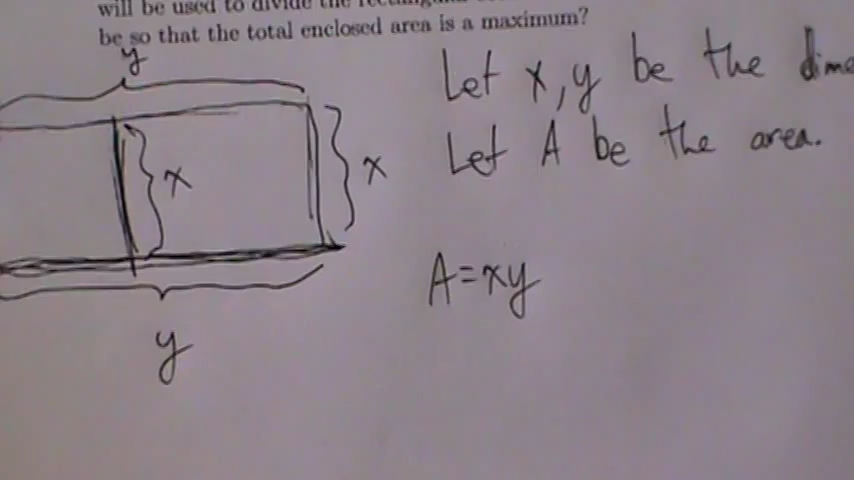 will be used to divide the
be so that the total enclosed area is a maximum?
y
Let x, y be the
x
x
Let A be the area.
A=xy
y